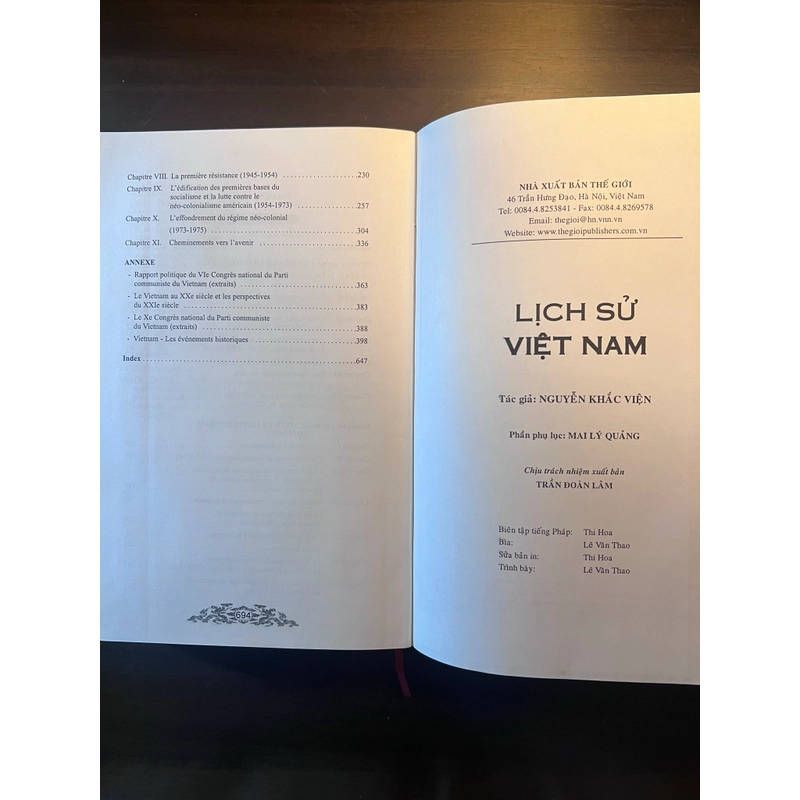 Chapitre VIII. La première résistance (1945-1954) ....................230
Chapitre IX. L'édification des premières bases du
socialisme et la lutte contre le
néo-colonialisme américain (1954-1973) ..............257
Chapitre X. L'effondrement du régime néo-colonial
(1973-1975) ....................304
Chapitre XI. Cheminements vers l'avenir ....................336
ANNEXE
- Rapport politique du VIe Congrès national du Parti
communiste du Vietnam (extraits) ....................363
- Le Vietnam au XXe siècle et les perspectives
du XXIe siècle ....................383
- Le Xe Congrès national du Parti communiste
du Vietnam (extraits) ....................388
- Vietnam - Les événements historiques ....................398
Index ....................647
694
NHÀ XUẤT BẢN THẾ GIỚI
46 Trần Hưng Đạo, Hà Nội, Việt Nam
Tel: 0084.4.8253841 - Fax: 0084.4.8269578
Email: thegioi@hn.vnn.vn
Website: www.thegioipublishers.com.vn
LỊCH SỬ
VIỆT NAM
Tác giả: NGUYỄN KHẮC VIỆN
Phần phụ lục: MAI LÝ QUẢNG
Chịu trách nhiệm xuất bản
TRẦN ĐOÀN LÂM
Biên tập tiếng Pháp: Thi Hoa
Bìa: Lê Văn Thao
Sửa bản in: Thi Hoa
Trình bày: Lê Văn Thao